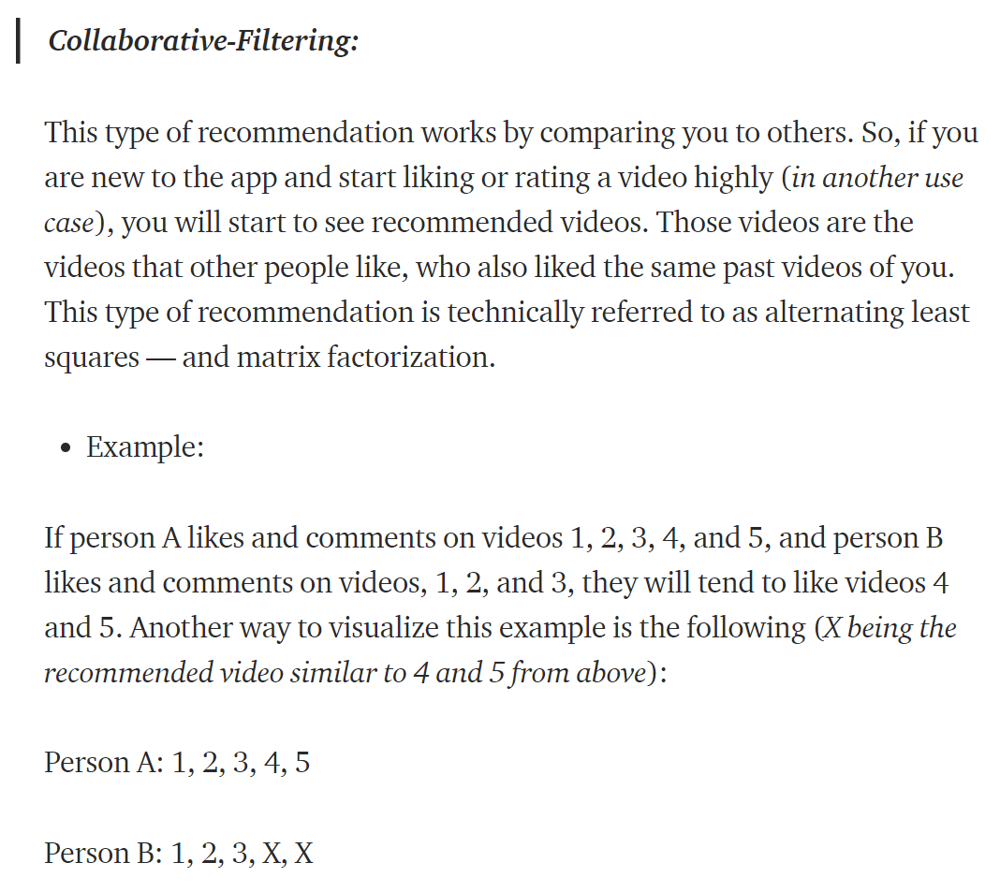 Collaborative-Filtering:
This type of recommendation works by comparing you to others. So, if you
are new to the app and start liking or rating a video highly (in another use
case), you will start to see recommended videos. Those videos are the
videos that other people like, who also liked the same past videos of you.
This type of recommendation is technically referred to as alternating least
squares — and matrix factorization.
• Example:
If person A likes and comments on videos 1, 2, 3, 4, and 5, and person B
likes and comments on videos, 1, 2, and 3, they will tend to like videos 4
and 5. Another way to visualize this example is the following (X being the
recommended video similar to 4 and 5 from above):
Person A: 1, 2, 3, 4, 5
Person B: 1, 2, 3, X, X